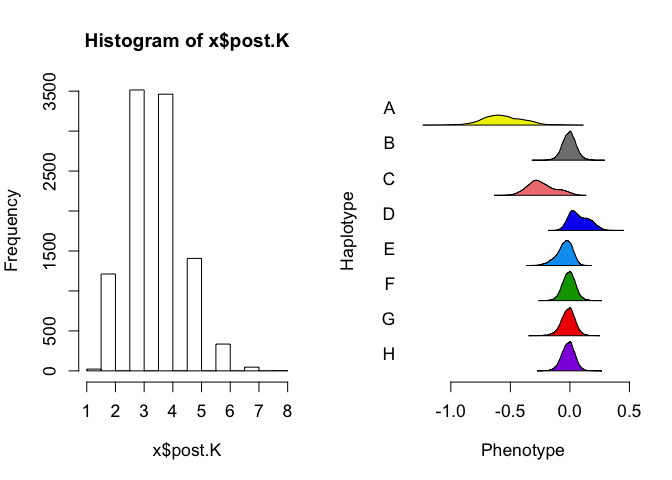 Histogram of x$post.K
Frequency
3500
2500
1500
500
0
1 2 3 4 5 6 7 8
x$post.K
Haplotype
A
B
C
D
E
F
G
H
-1.0 -0.5 0.0 0.5
Phenotype